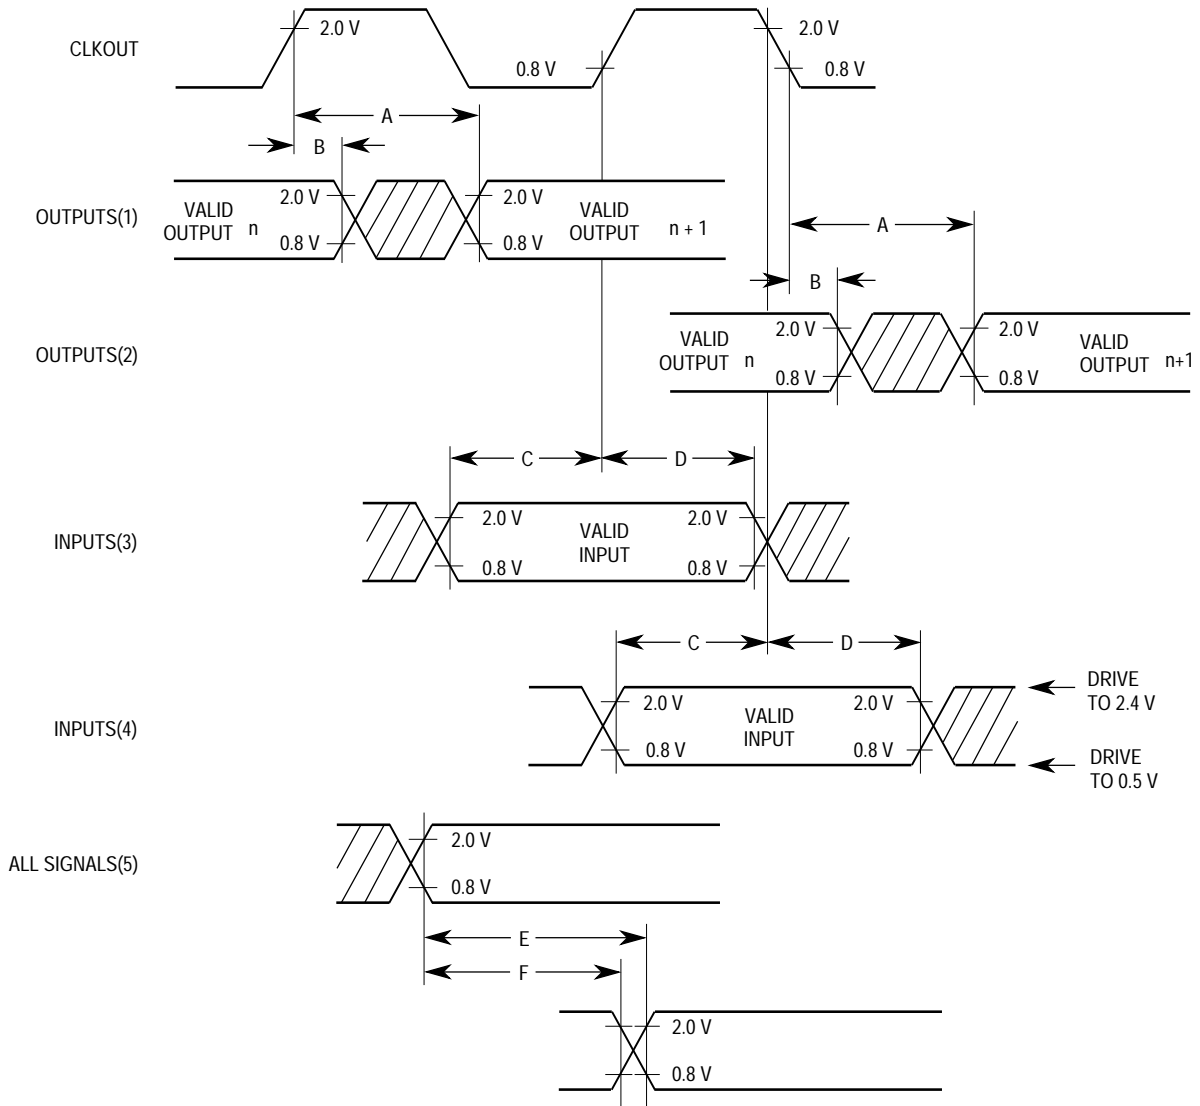 CLKOUT
2.0 V
0.8 V
2.0 V
0.8 V
A
B
OUTPUTS(1)
VALID
OUTPUT n
2.0 V
0.8 V
2.0 V
0.8 V
VALID
OUTPUT n + 1
A
B
OUTPUTS(2)
VALID
OUTPUT n
2.0 V
0.8 V
2.0 V
0.8 V
VALID
OUTPUT n+1
C
D
INPUTS(3)
2.0 V
0.8 V
VALID
INPUT
2.0 V
0.8 V
C
D
INPUTS(4)
2.0 V
0.8 V
VALID
INPUT
2.0 V
0.8 V
DRIVE
TO 2.4 V
DRIVE
TO 0.5 V
ALL SIGNALS(5)
2.0 V
0.8 V
E
F
2.0 V
0.8 V